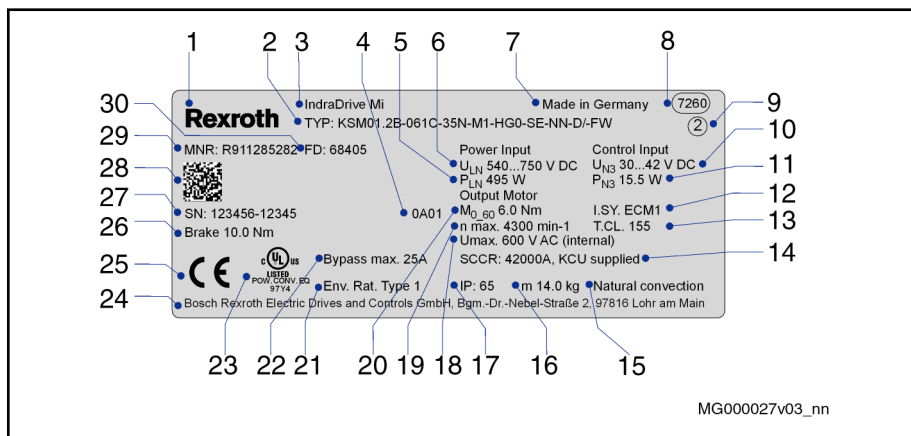 1 2 3 4 5 6 7 8
9
10
11
12
13
14
30
29
28
27
26
25
24
Rexroth
IndraDrive Mi
Made in Germany
7260
TYP: KSM01.2B-061C-35N-M1-HG0-SE-NN-D/-FW
2
MNR: R911285282 FD: 68405
Power Input
U_LN 540...750 V DC
P_LN 495 W
Control Input
U_N3 30...42 V DC
P_N3 15.5 W
Output Motor
SN: 123456-12345
0A01
M_0_60 6.0 Nm
I.SY. ECM1
Brake 10.0 Nm
n max. 4300 min-1
T.CL. 155
Umax. 600 V AC (internal)
CE
C UL US
LISTED
POW. CONV. EQ
97Y4
Bypass max. 25A
SCCR: 42000A, KCU supplied
Env. Rat. Type 1
IP: 65
m 14.0 kg
Natural convection
Bosch Rexroth Electric Drives and Controls GmbH, Bgm.-Dr.-Nebel-Straße 2, 97816 Lohr am Main
23 22 21 20 19 18 17 16 15
MG000027v03_nn